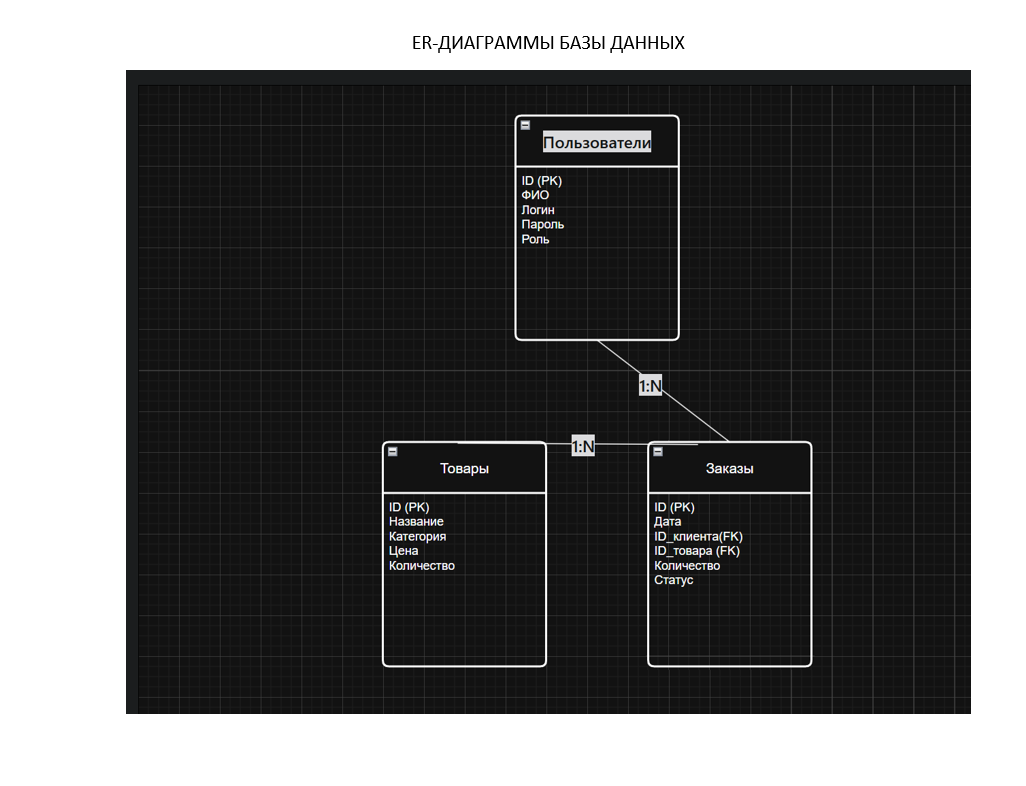 ER-ДИАГРАММЫ БАЗЫ ДАННЫХ
Пользователи
ID (PK)
ФИО
Логин
Пароль
Роль
1:N
1:N
Товары
ID (PK)
Название
Категория
Цена
Количество
Заказы
ID (PK)
Дата
ID_клиента(FK)
ID_товара (FK)
Количество
Статус